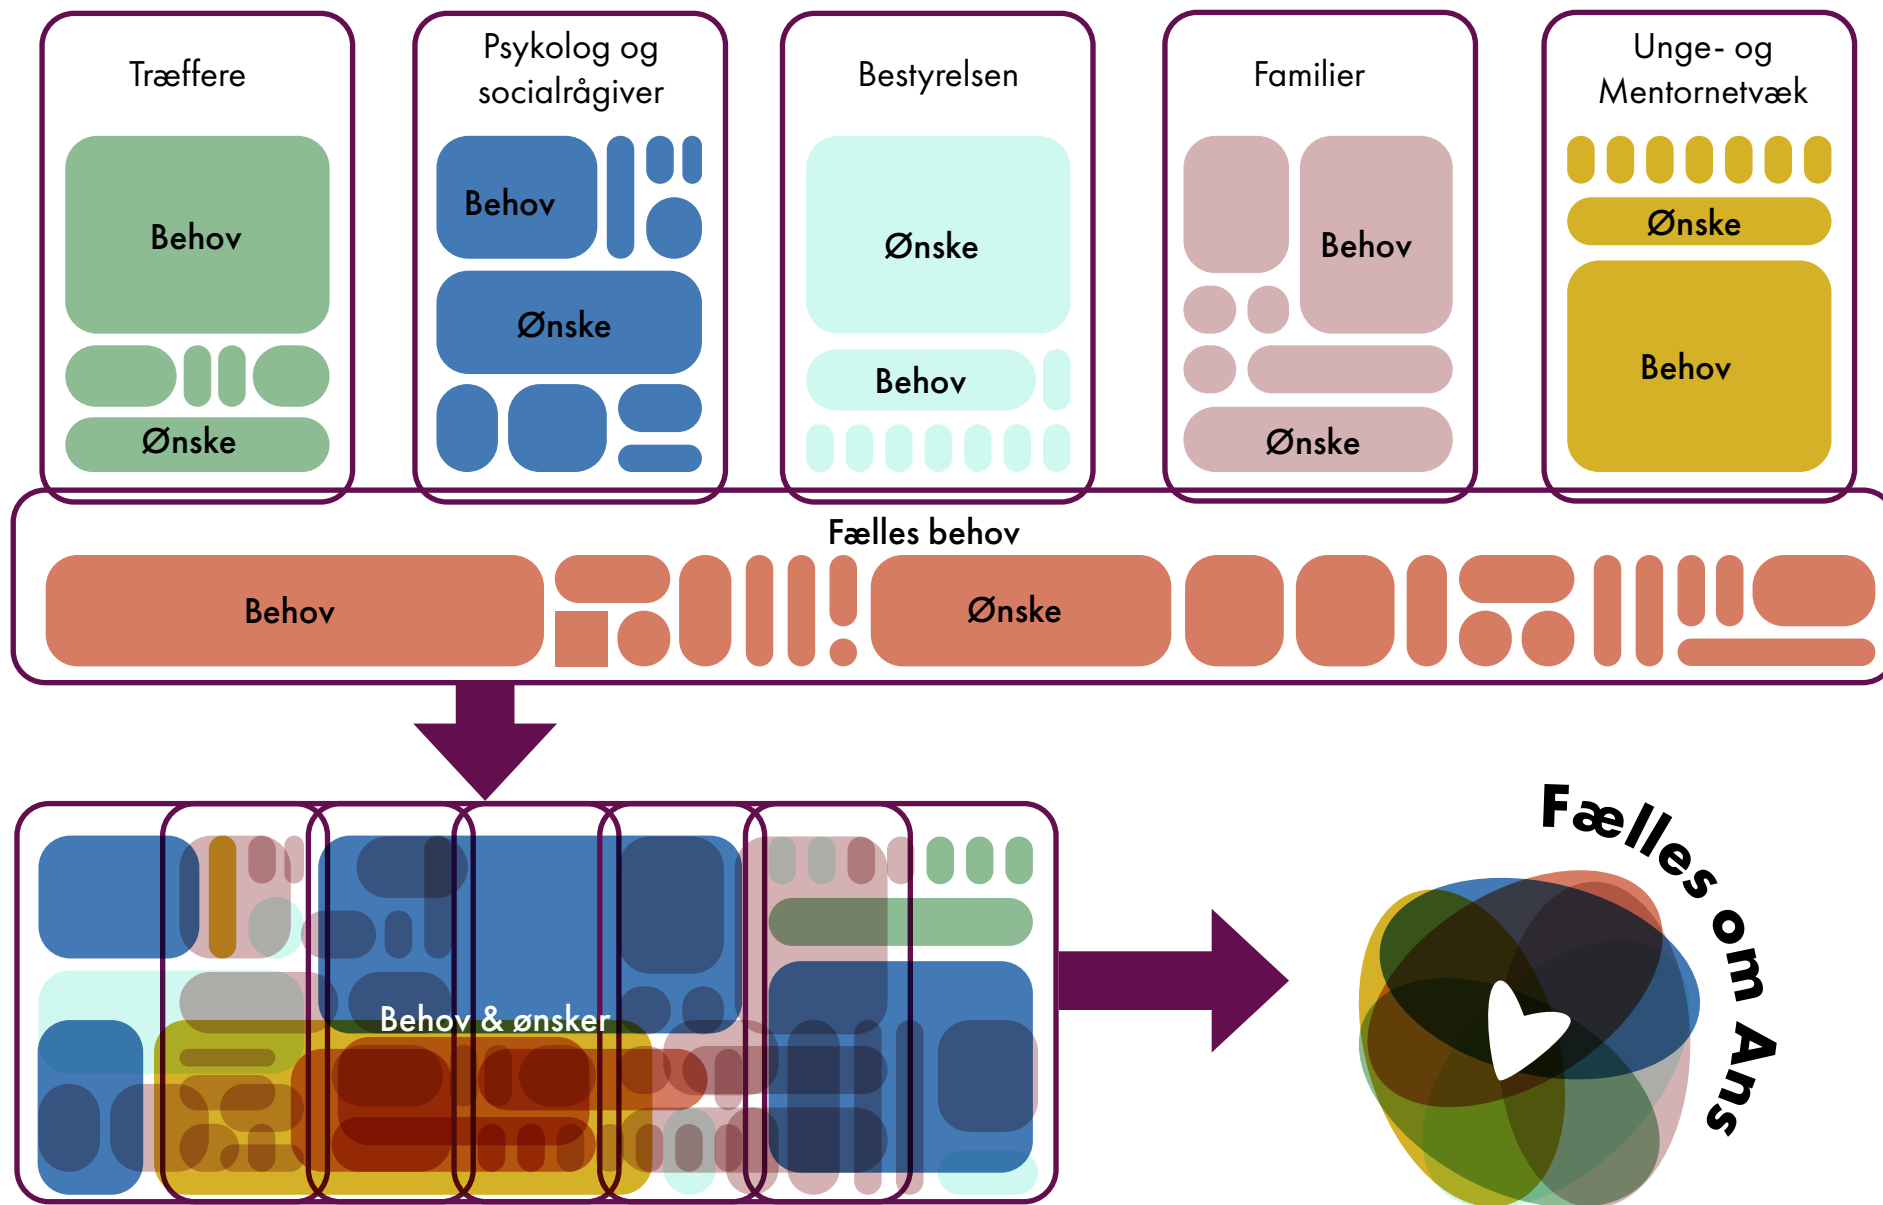 Træffere
Behov
Ønske
Psykolog og
socialrågiver
Behov
Ønske
Bestyrelsen
Ønske
Behov
Familier
Behov
Ønske
Unge- og
Mentornetvæk
Ønske
Behov
Fælles behov
Behov
Ønske
Behov & ønsker
Fælles om Ans